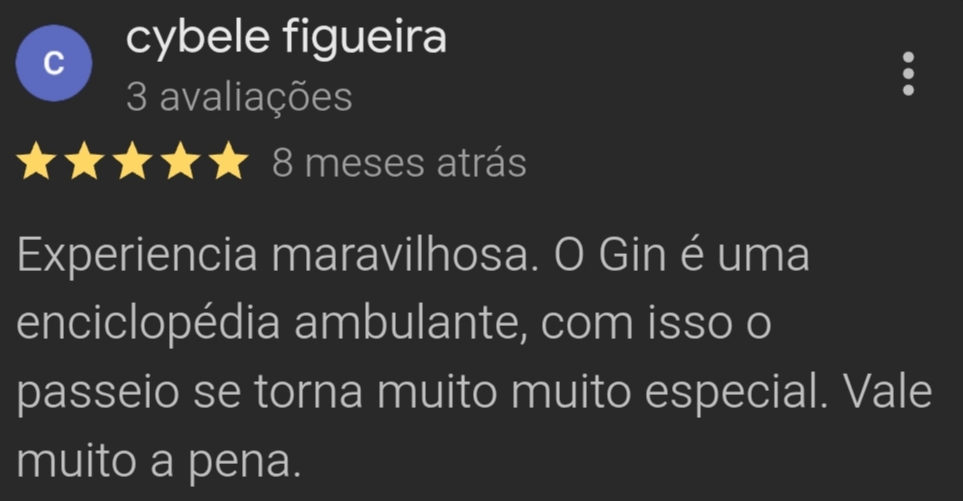 C
cybele figueira
3 avaliações
8 meses atrás
Experiencia maravilhosa. O Gin é uma
enciclopédia ambulante, com isso o
passeio se torna muito muito especial. Vale
muito a pena.